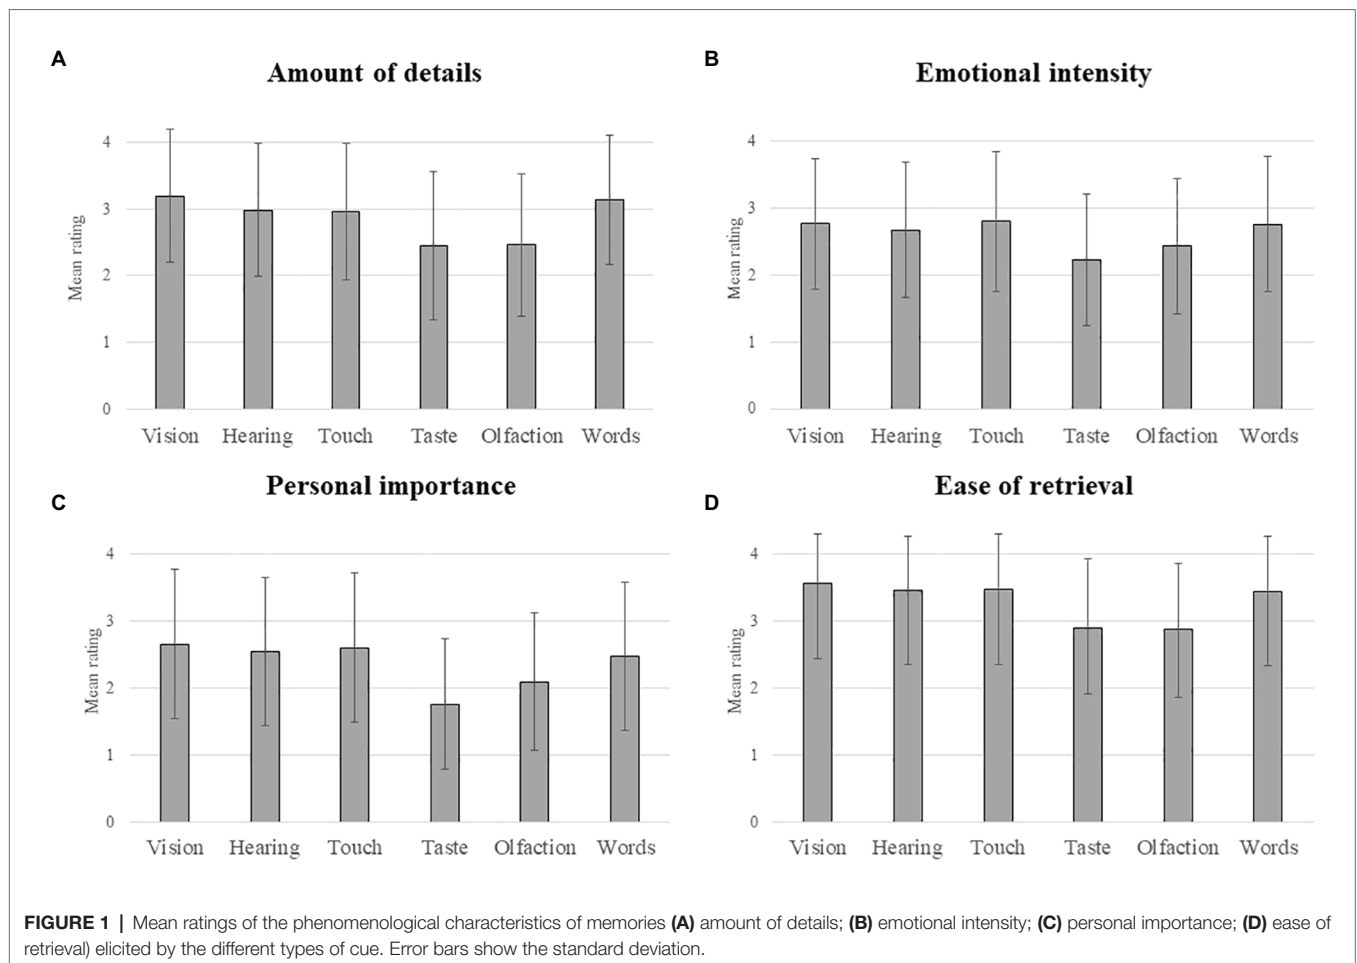 A
Amount of details
Mean rating
4
3
2
1
0
Vision Hearing Touch Taste Olfaction Words
B
Emotional intensity
Mean rating
4
3
2
1
0
Vision Hearing Touch Taste Olfaction Words
C
Personal importance
Mean rating
4
3
2
1
0
Vision Hearing Touch Taste Olfaction Words
D
Ease of retrieval
Mean rating
4
3
2
1
0
Vision Hearing Touch Taste Olfaction Words
FIGURE 1 | Mean ratings of the phenomenological characteristics of memories (A) amount of details; (B) emotional intensity; (C) personal importance; (D) ease of
retrieval) elicited by the different types of cue. Error bars show the standard deviation.